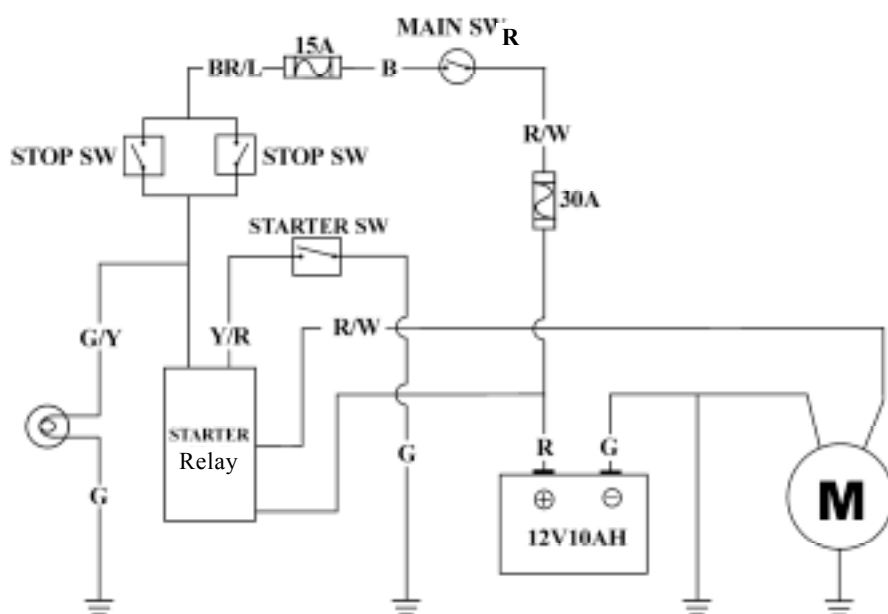 MAIN SW R
15A
BR/L B
R/W
STOP SW STOP SW
30A
STARTER SW
G/Y Y/R R/W
STARTER
Relay
G G R G
M
⊕ ⊖
12V10AH